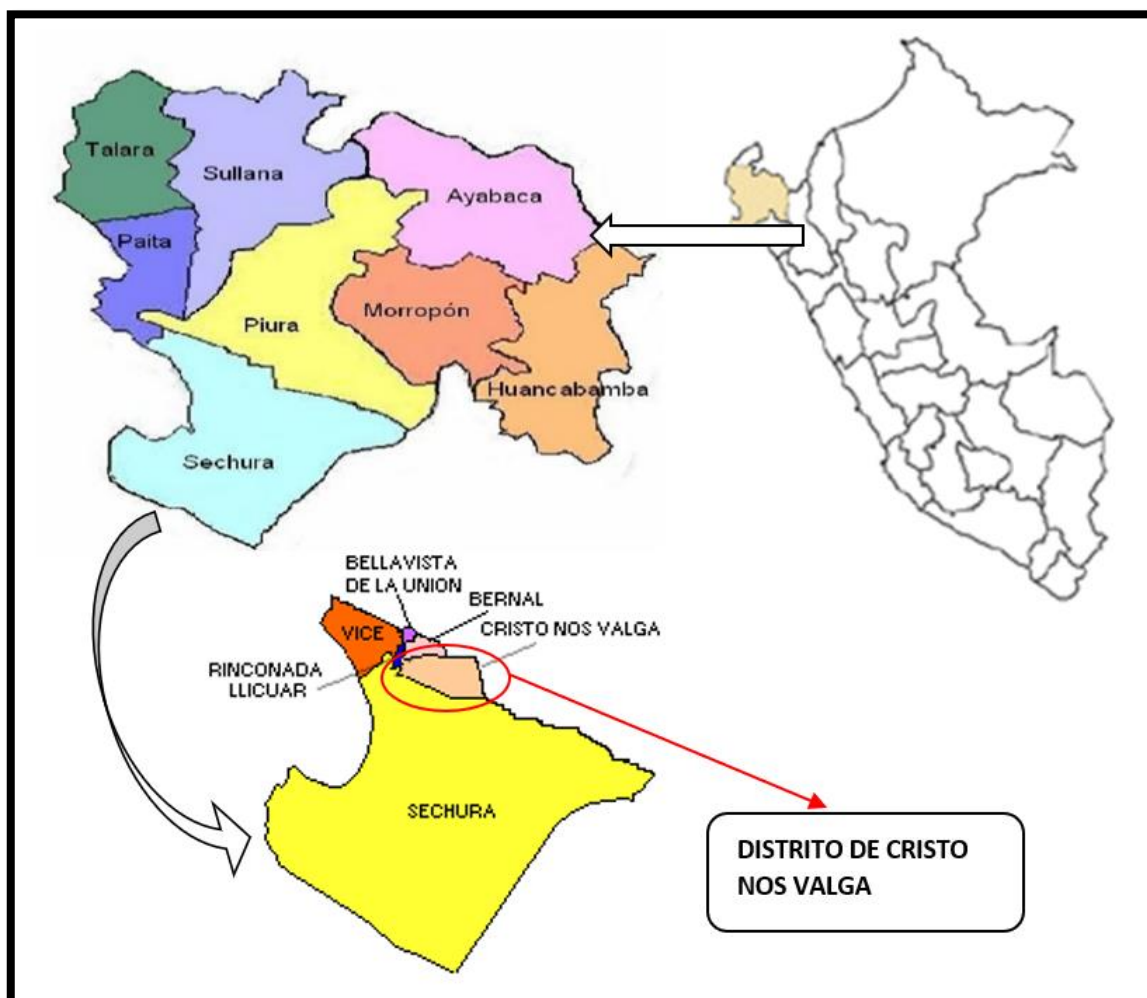 Talara
Sullana
Ayabaca
Paita
Piura
Morropón
Huancabamba
Sechura
BELLAVISTA
DE LA UNION
BERNAL
CRISTO NOS VALGA
VICE
RINCONADA
LLICUAR
SECHURA
DISTRITO DE CRISTO
NOS VALGA